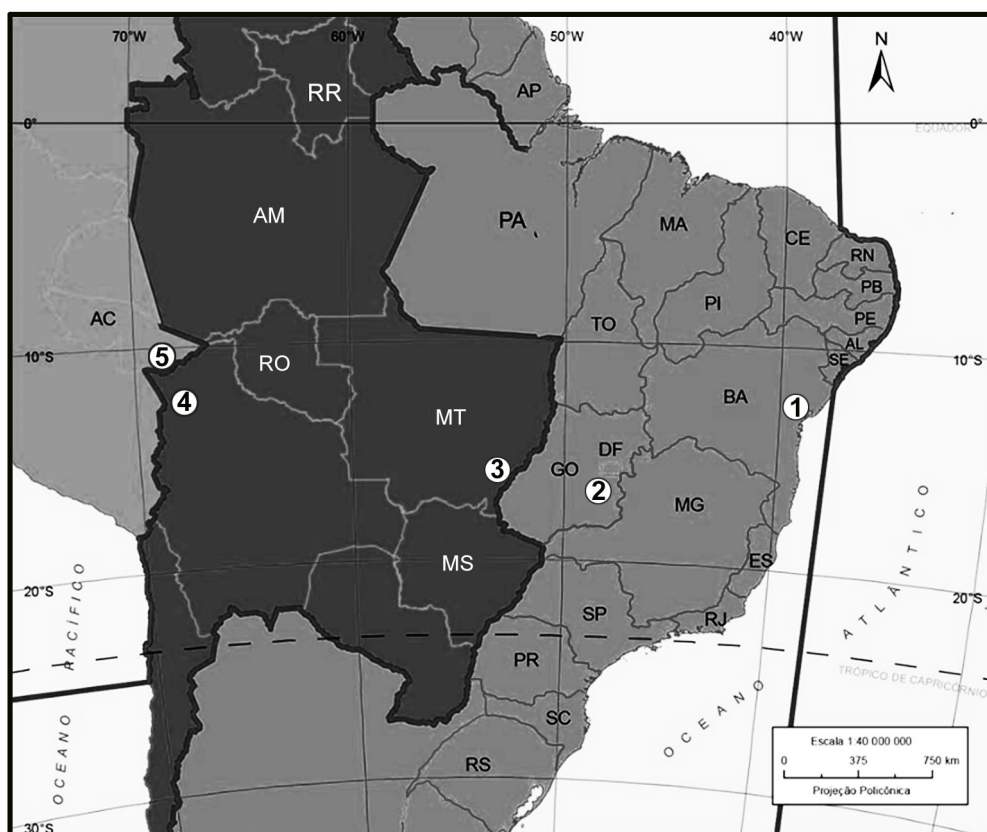 70°W 60°W 50°W 40°W
N
0° 0°
EQUADOR
RR
AP
AM
PA
MA
CE
RN
PB
PE
AL
SE
PI
TO
AC
10°S 10°S
5
4
RO
MT
BA
1
3
GO
DF
2
MG
MS
ES
20°S 20°S
SP
RJ
PR
SC
RS
OCEANO RACÍFICO
OCEANO ATLÂNTICO
TRÓPICO DE CAPRICÓRNIO
Escala 1:40 000 000
0 375 750 km
Projeção Policônica
30°S 30°S